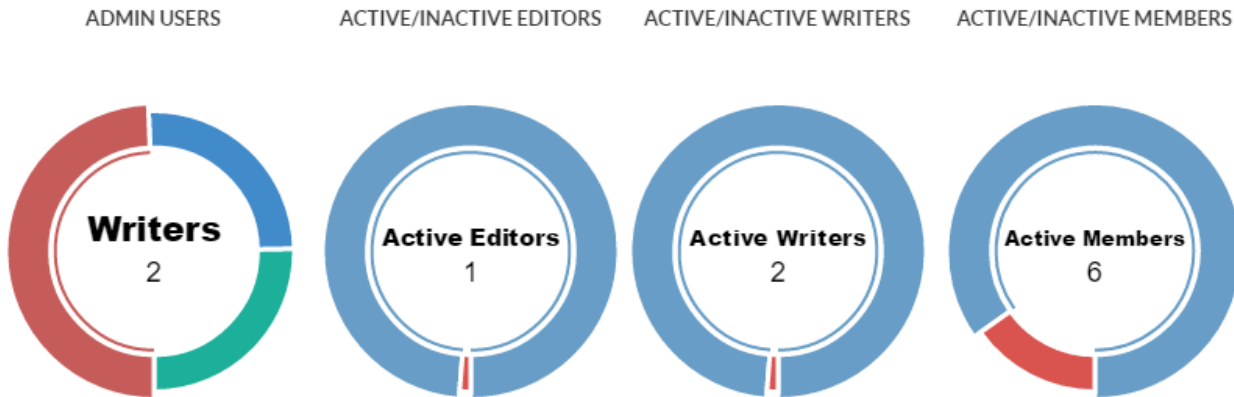 ADMIN USERS
ACTIVE/INACTIVE EDITORS
ACTIVE/INACTIVE WRITERS
ACTIVE/INACTIVE MEMBERS
Writers
2
Active Editors
1
Active Writers
2
Active Members
6